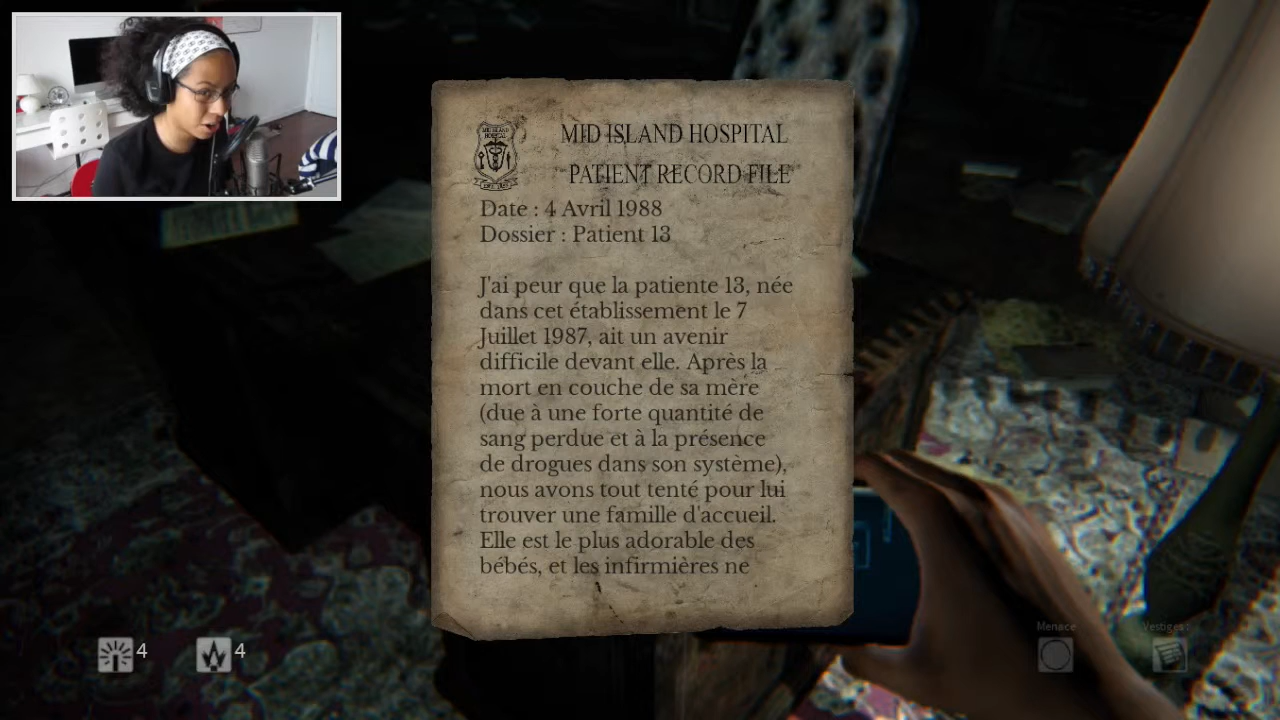 MID ISLAND
HOSPITAL
MID ISLAND HOSPITAL
PATIENT RECORD FILE
Date : 4 Avril 1988
Dossier : Patient 13
J'ai peur que la patiente 13, née
dans cet établissement le 7
Juillet 1987, ait un avenir
difficile devant elle. Après la
mort en couche de sa mère
(due à une forte quantité de
sang perdue et à la présence
de drogues dans son système),
nous avons tout tenté pour lui
trouver une famille d'accueil.
Elle est le plus adorable des
bébés, et les infirmières ne
4
4
Menace
Vestiges :